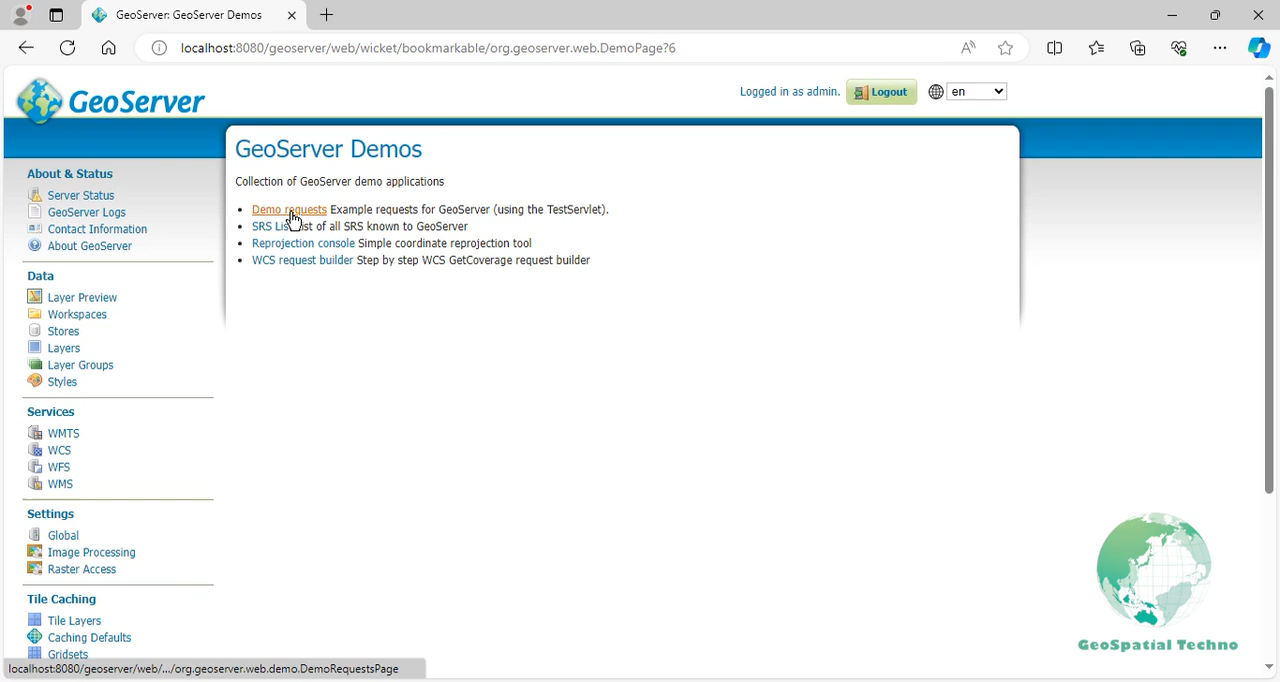 GeoServer: GeoServer Demos
localhost:8080/geoserver/web/wicket/bookmarkable/org.geoserver.web.DemoPage?6
GeoServer
Logged in as admin.
Logout
en
About & Status
Server Status
GeoServer Logs
Contact Information
About GeoServer
Data
Layer Preview
Workspaces
Stores
Layers
Layer Groups
Styles
Services
WMTS
WCS
WFS
WMS
Settings
Global
Image Processing
Raster Access
Tile Caching
Tile Layers
Caching Defaults
Gridsets
GeoServer Demos
Collection of GeoServer demo applications
Demo requests Example requests for GeoServer (using the TestServlet).
SRS List of all SRS known to GeoServer
Reprojection console Simple coordinate reprojection tool
WCS request builder Step by step WCS GetCoverage request builder
GeoSpatial Techno
localhost:8080/geoserver/web/.../org.geoserver.web.demo.DemoRequestsPage